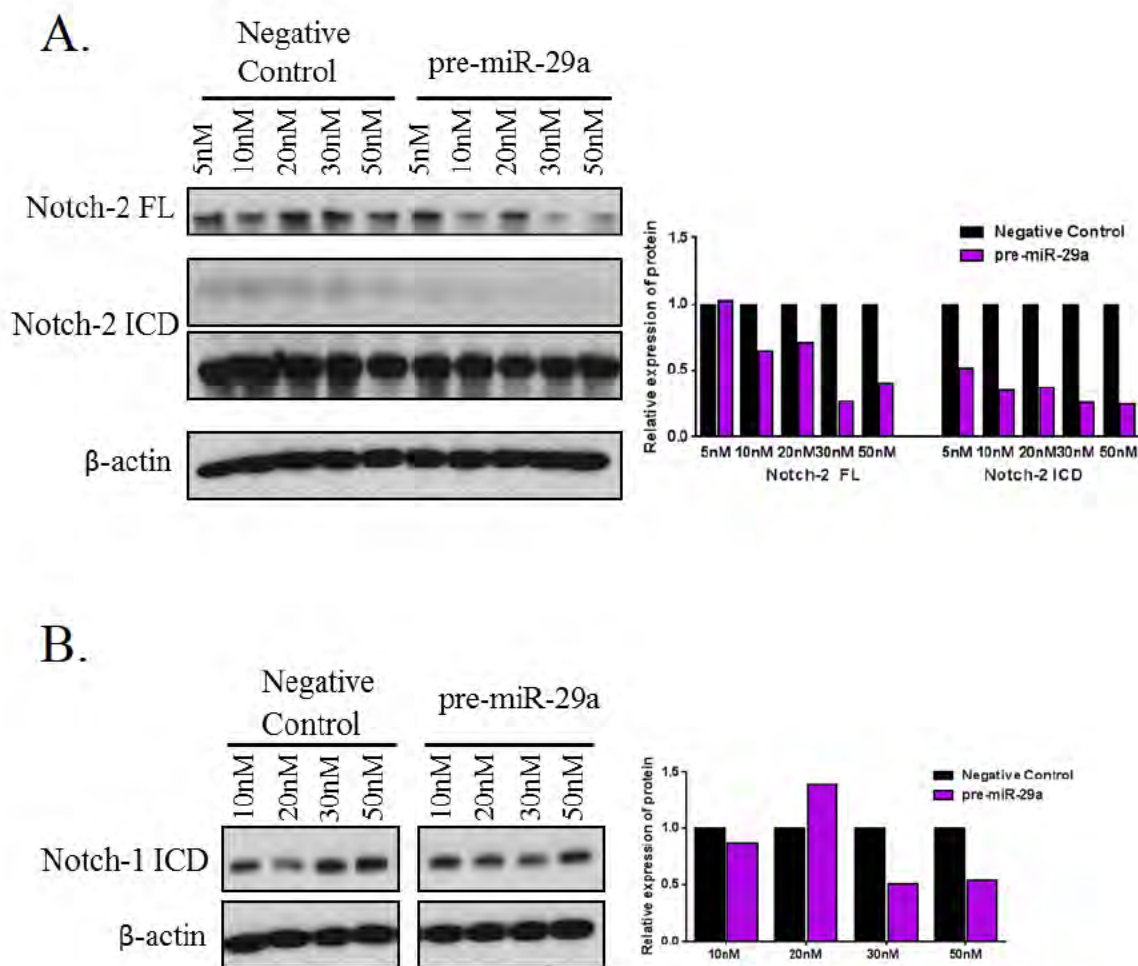 A.
Negative
Control
pre-miR-29a
5nM 10nM 20nM 30nM 50nM 5nM 10nM 20nM 30nM 50nM
Notch-2 FL
Notch-2 ICD
β-actin
Relative expression of protein
1.5
1.0
0.5
0.0
Negative Control
pre-miR-29a
5nM 10nM 20nM 30nM 50nM 5nM 10nM 20nM 30nM 50nM
Notch-2 FL Notch-2 ICD
B.
Negative
Control
pre-miR-29a
10nM 20nM 30nM 50nM 10nM 20nM 30nM 50nM
Notch-1 ICD
β-actin
Relative expression of protein
1.5
1.0
0.5
0.0
Negative Control
pre-miR-29a
10nM 20nM 30nM 50nM